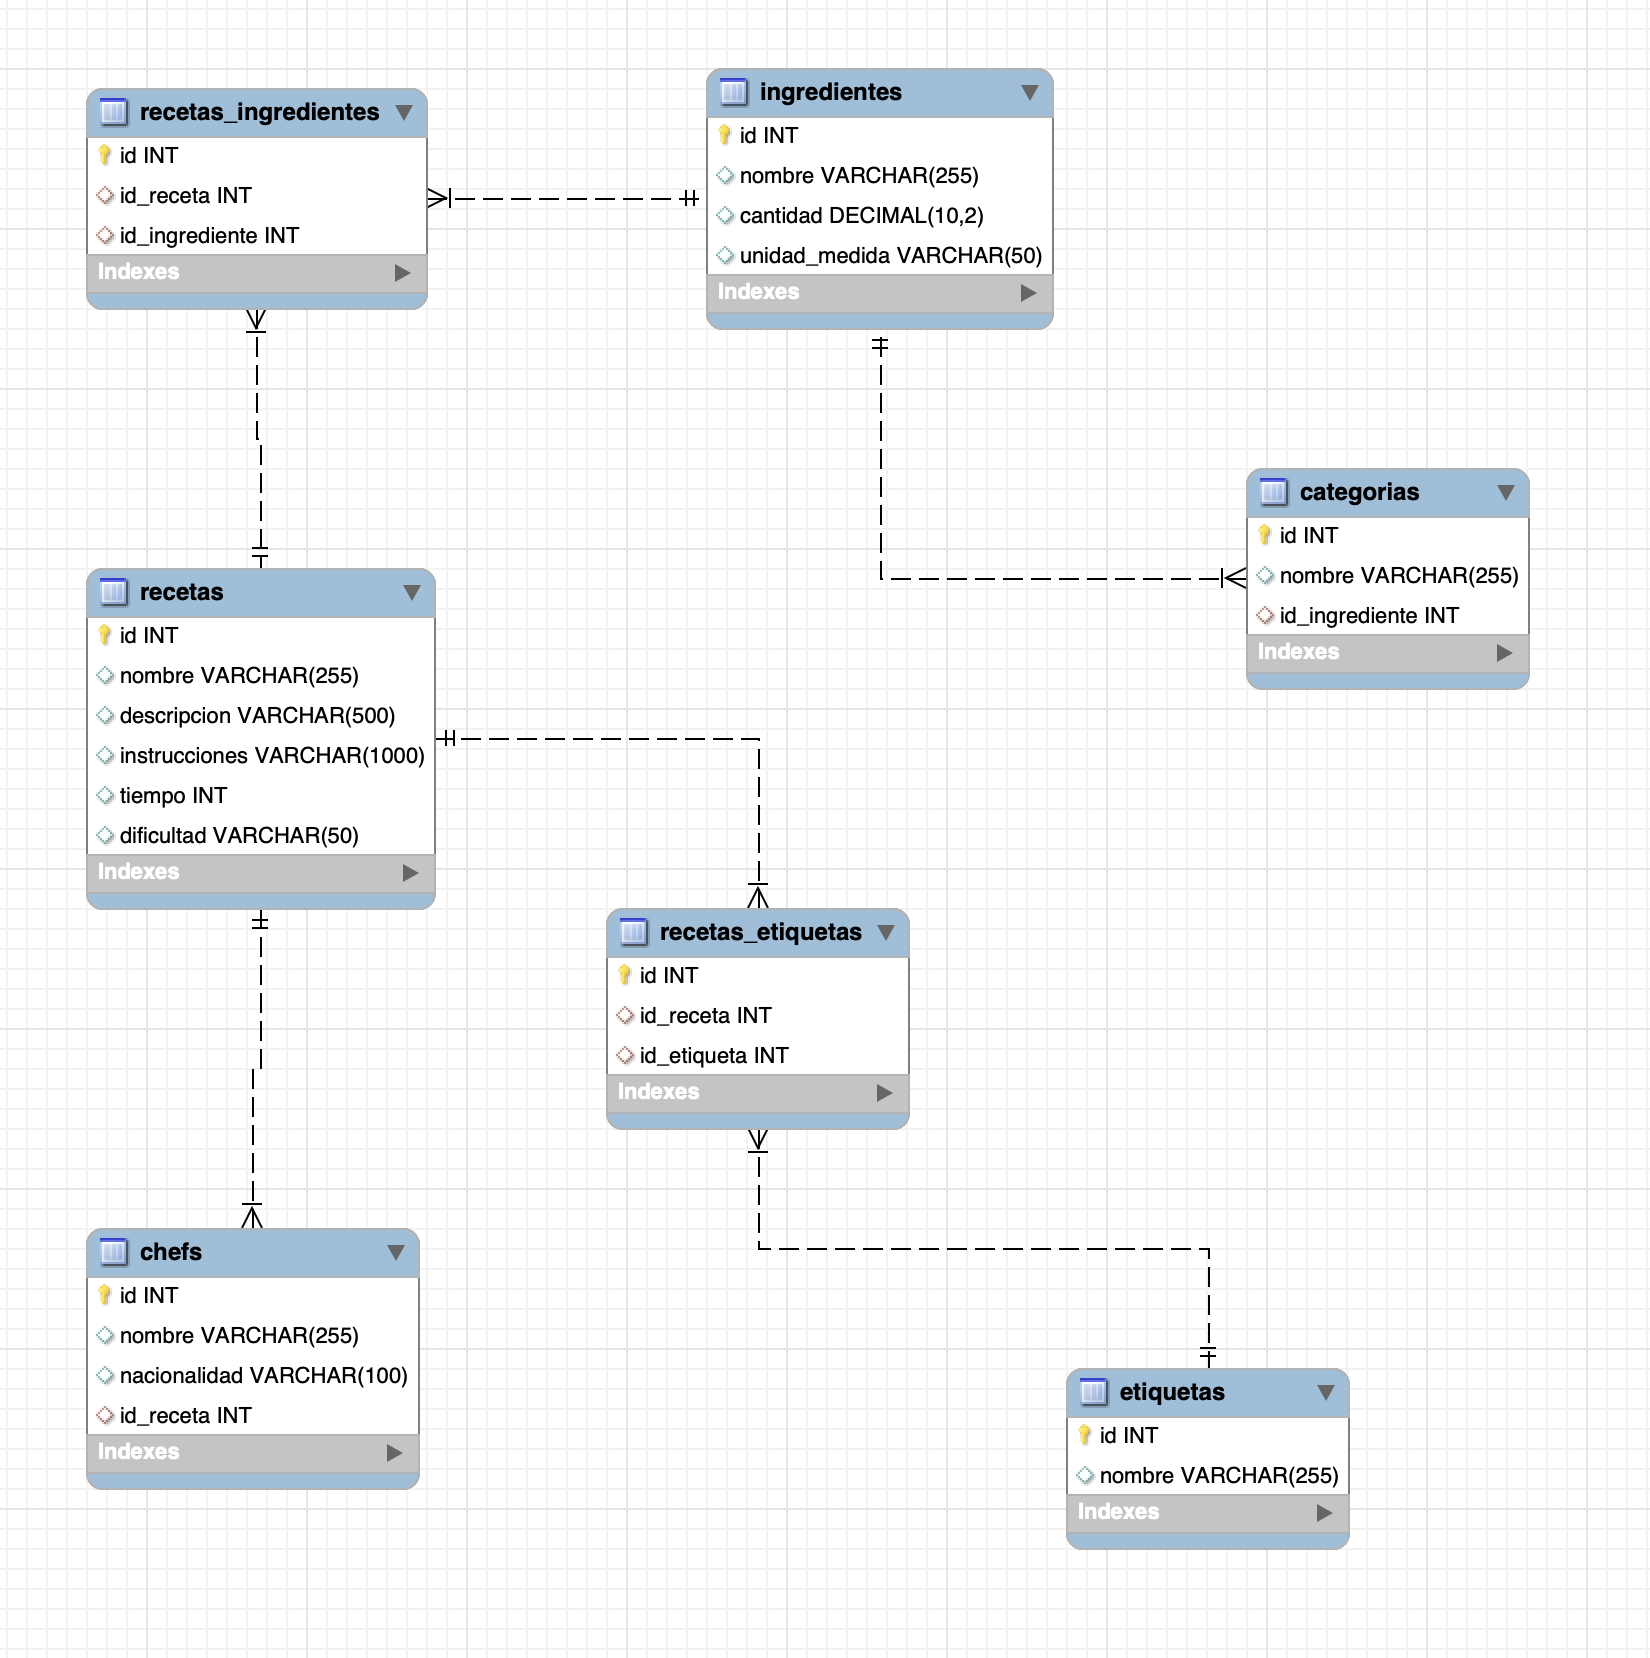 recetas_ingredientes
id INT
id_receta INT
id_ingrediente INT
Indexes
ingredientes
id INT
nombre VARCHAR(255)
cantidad DECIMAL(10,2)
unidad_medida VARCHAR(50)
Indexes
categorias
id INT
nombre VARCHAR(255)
id_ingrediente INT
Indexes
recetas
id INT
nombre VARCHAR(255)
descripcion VARCHAR(500)
instrucciones VARCHAR(1000)
tiempo INT
dificultad VARCHAR(50)
Indexes
recetas_etiquetas
id INT
id_receta INT
id_etiqueta INT
Indexes
chefs
id INT
nombre VARCHAR(255)
nacionalidad VARCHAR(100)
id_receta INT
Indexes
etiquetas
id INT
nombre VARCHAR(255)
Indexes